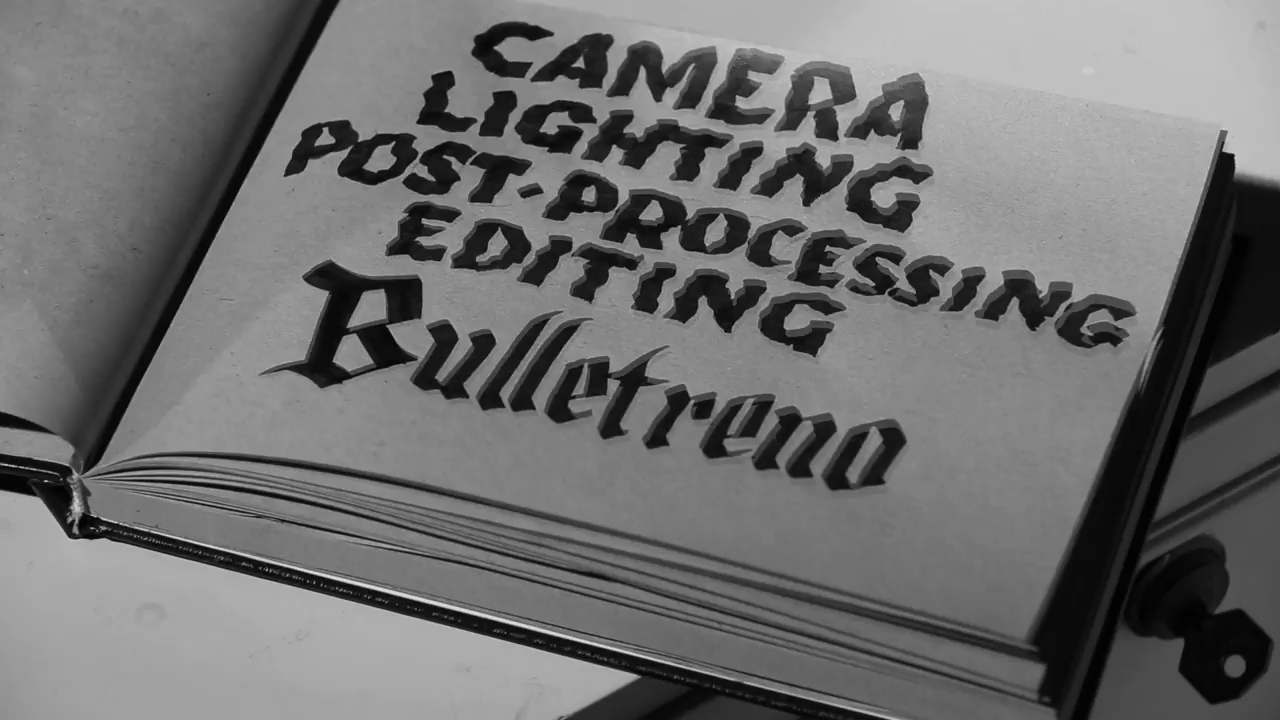 CAMERA
LIGHTING
POST-PROCESSING
EDITING
Bulletreno